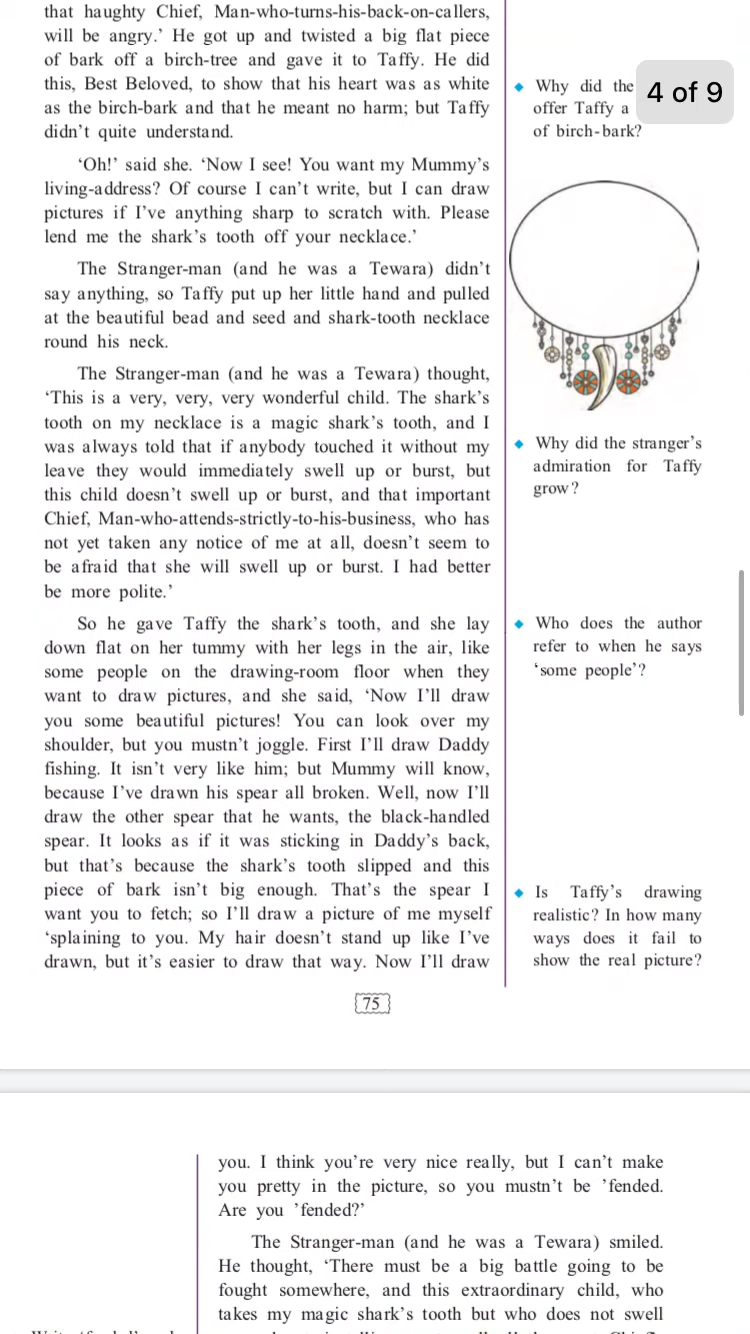 that haughty Chief, Man-who-turns-his-back-on-callers,
will be angry.’ He got up and twisted a big flat piece
of bark off a birch-tree and gave it to Taffy. He did
this, Best Beloved, to show that his heart was as white
as the birch-bark and that he meant no harm; but Taffy
didn’t quite understand.
‘Oh!’ said she. ‘Now I see! You want my Mummy’s
living-address? Of course I can’t write, but I can draw
pictures if I’ve anything sharp to scratch with. Please
lend me the shark’s tooth off your necklace.’
The Stranger-man (and he was a Tewara) didn’t
say anything, so Taffy put up her little hand and pulled
at the beautiful bead and seed and shark-tooth necklace
round his neck.
The Stranger-man (and he was a Tewara) thought,
‘This is a very, very, very wonderful child. The shark’s
tooth on my necklace is a magic shark’s tooth, and I
was always told that if anybody touched it without my
leave they would immediately swell up or burst, but
this child doesn’t swell up or burst, and that important
Chief, Man-who-attends-strictly-to-his-business, who has
not yet taken any notice of me at all, doesn’t seem to
be afraid that she will swell up or burst. I had better
be more polite.’
So he gave Taffy the shark’s tooth, and she lay
down flat on her tummy with her legs in the air, like
some people on the drawing-room floor when they
want to draw pictures, and she said, ‘Now I’ll draw
you some beautiful pictures! You can look over my
shoulder, but you mustn’t joggle. First I’ll draw Daddy
fishing. It isn’t very like him; but Mummy will know,
because I’ve drawn his spear all broken. Well, now I’ll
draw the other spear that he wants, the black-handled
spear. It looks as if it was sticking in Daddy’s back,
but that’s because the shark’s tooth slipped and this
piece of bark isn’t big enough. That’s the spear I
want you to fetch; so I’ll draw a picture of me myself
‘splaining to you. My hair doesn’t stand up like I’ve
drawn, but it’s easier to draw that way. Now I’ll draw
Why did the
offer Taffy a
of birch-bark?
4 of 9
Why did the stranger’s
admiration for Taffy
grow?
Who does the author
refer to when he says
‘some people’?
Is Taffy’s drawing
realistic? In how many
ways does it fail to
show the real picture?
75
you. I think you’re very nice really, but I can’t make
you pretty in the picture, so you mustn’t be ’fended.
Are you ’fended?’
The Stranger-man (and he was a Tewara) smiled.
He thought, ‘There must be a big battle going to be
fought somewhere, and this extraordinary child, who
takes my magic shark’s tooth but who does not swell